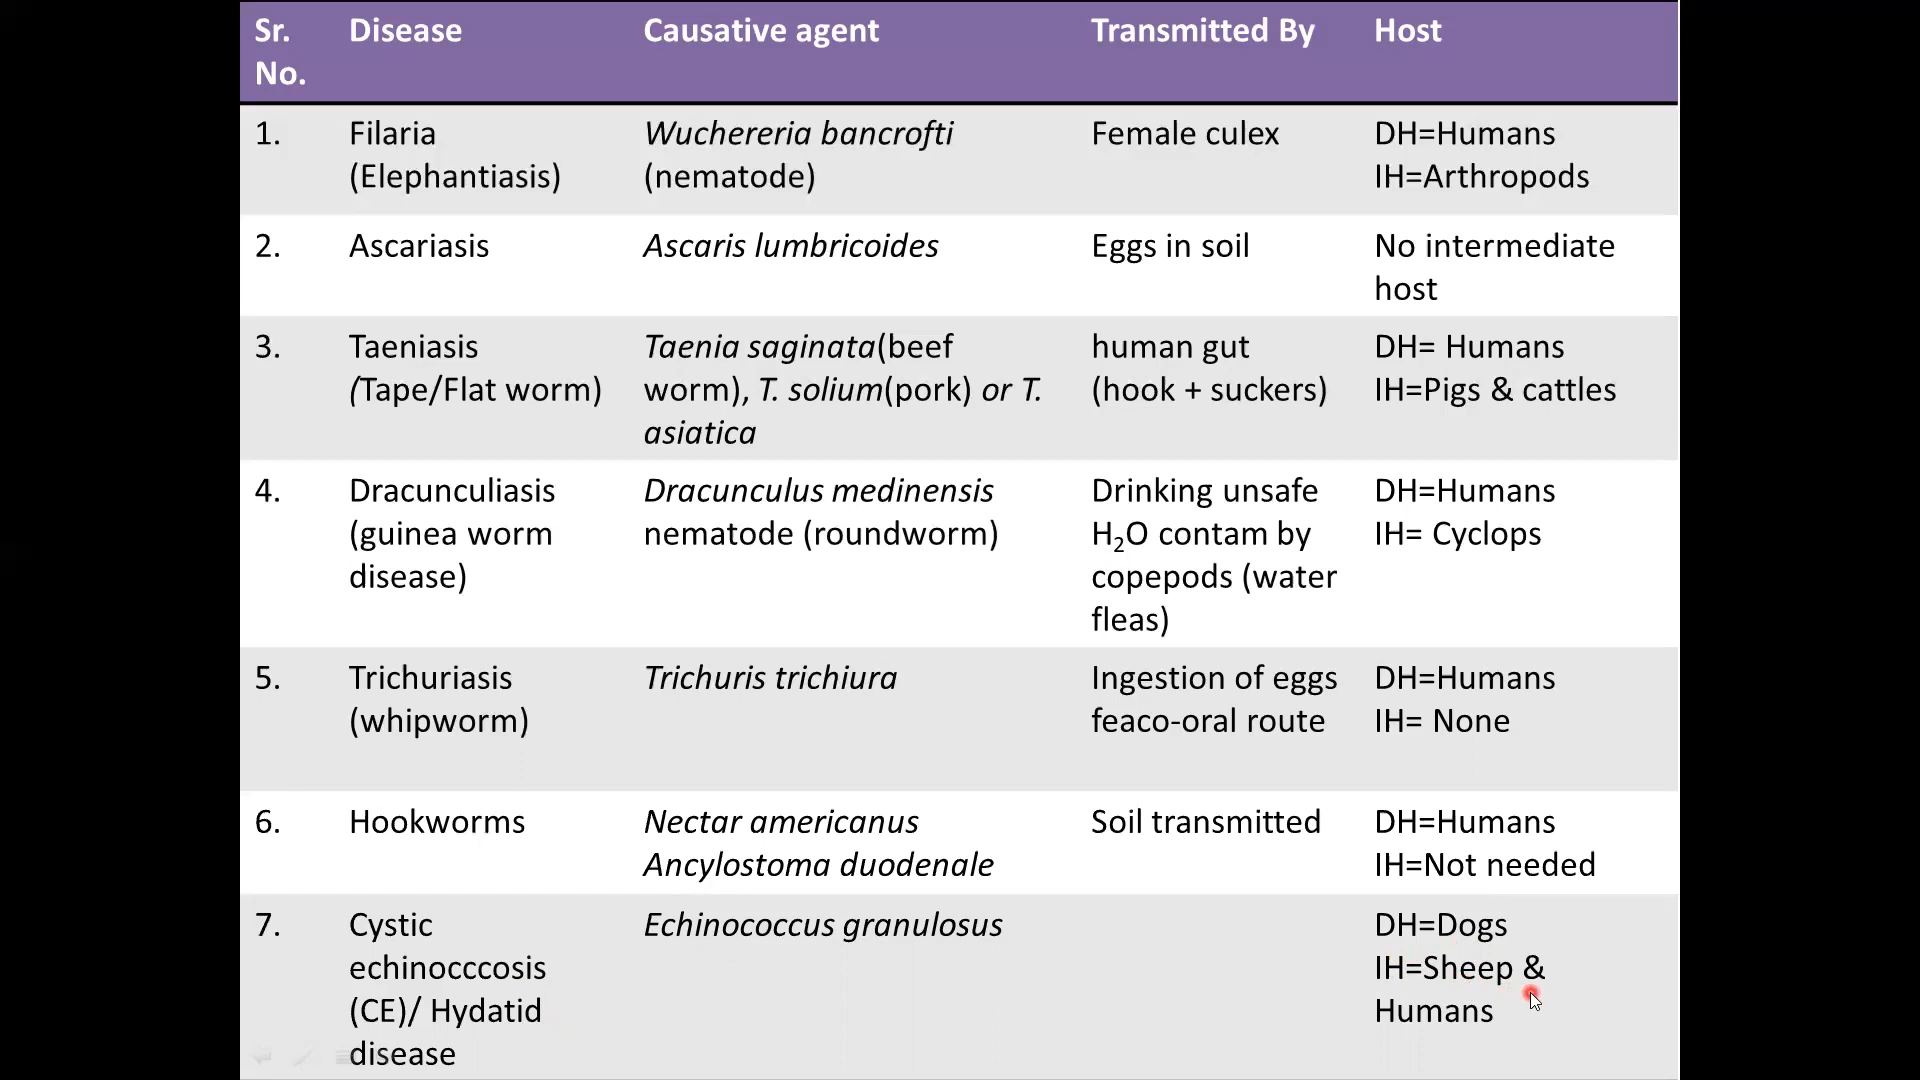 Sr. No. Disease Causative agent Transmitted By Host
1. Filaria (Elephantiasis) Wuchereria bancrofti (nematode) Female culex DH=Humans IH=Arthropods
2. Ascariasis Ascaris lumbricoides Eggs in soil No intermediate host
3. Taeniasis (Tape/Flat worm) Taenia saginata(beef worm), T. solium(pork) or T. asiatica human gut (hook + suckers) DH= Humans IH=Pigs & cattles
4. Dracunculiasis (guinea worm disease) Dracunculus medinensis nematode (roundworm) Drinking unsafe H₂O contam by copepods (water fleas) DH=Humans IH= Cyclops
5. Trichuriasis (whipworm) Trichuris trichiura Ingestion of eggs feaco-oral route DH=Humans IH= None
6. Hookworms Nectar americanus Ancylostoma duodenale Soil transmitted DH=Humans IH=Not needed
7. Cystic echinocccosis (CE)/ Hydatid disease Echinococcus granulosus DH=Dogs IH=Sheep & Humans